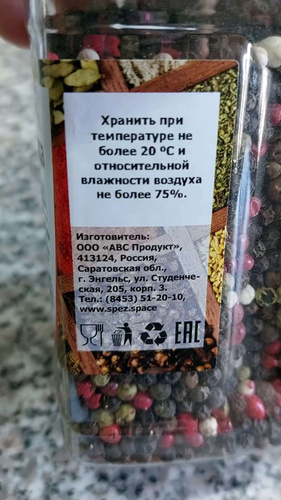 Хранить при
температуре не
более 20 ºС и
относительной
влажности воздуха
не более 75%.
Изготовитель:
ООО «АВС Продукт»,
413124, Россия,
Саратовская обл.,
г. Энгельс, ул. Студенче-
ская, 205, корп. 3.
Тел.: (8453) 51-20-10,
www.spez.space
EAC